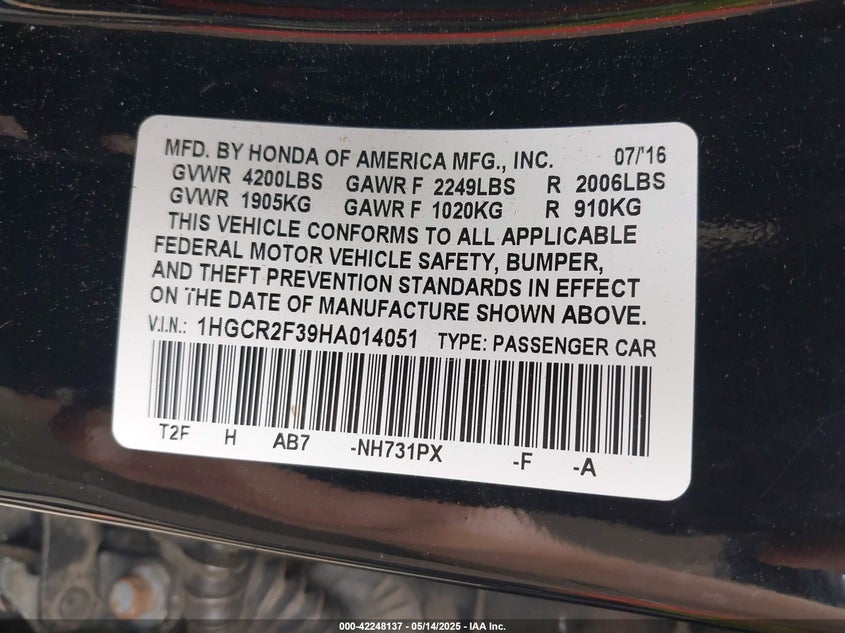 MFD. BY HONDA OF AMERICA MFG., INC. 07/'16
GVWR 4200LBS GAWR F 2249LBS R 2006LBS
GVWR 1905KG GAWR F 1020KG R 910KG
THIS VEHICLE CONFORMS TO ALL APPLICABLE
FEDERAL MOTOR VEHICLE SAFETY, BUMPER,
AND THEFT PREVENTION STANDARDS IN EFFECT
ON THE DATE OF MANUFACTURE SHOWN ABOVE.
V.I.N.: 1HGCR2F39HA014051 TYPE: PASSENGER CAR
T2F H AB7 -NH731PX -F -A
000-42248137 - 05/14/2025 - IAA Inc.